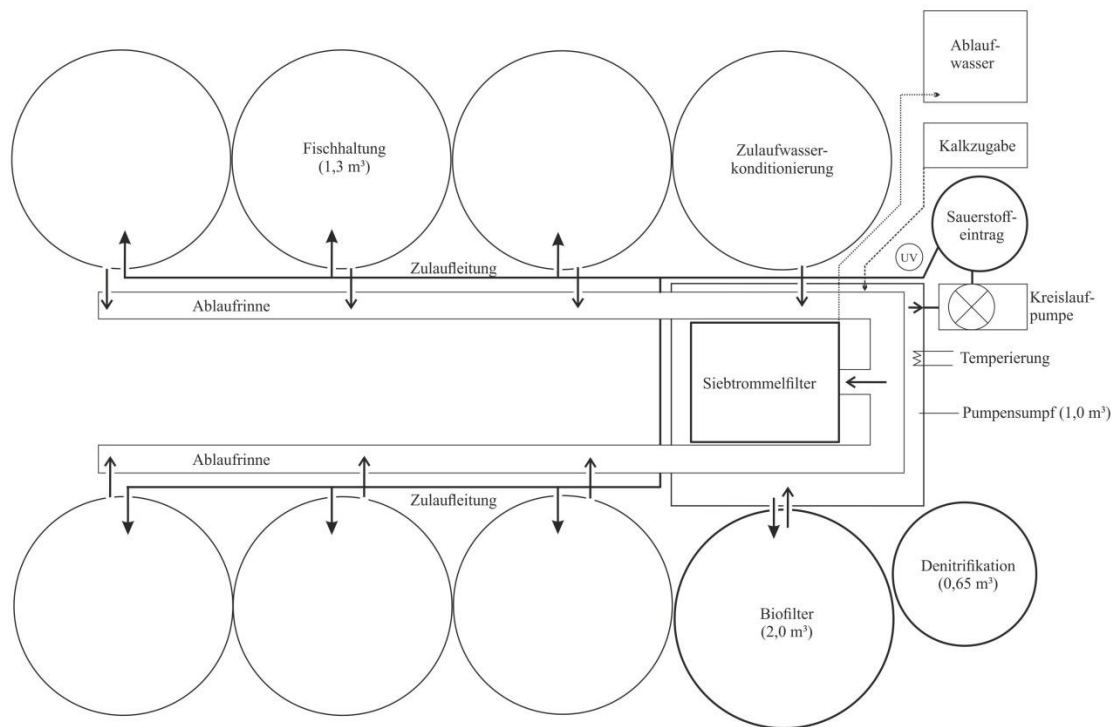 Ablauf-
wasser
Fischhaltung
(1,3 m³)
Zulaufwasser-
konditionierung
Kalkzugabe
Sauerstoff-
eintrag
UV
Zulaufleitung
Ablaufrinne
Kreislauf-
pumpe
Temperierung
Siebtrommelfilter
Pumpensumpf (1,0 m³)
Ablaufrinne
Zulaufleitung
Denitrifikation
(0,65 m³)
Biofilter
(2,0 m³)